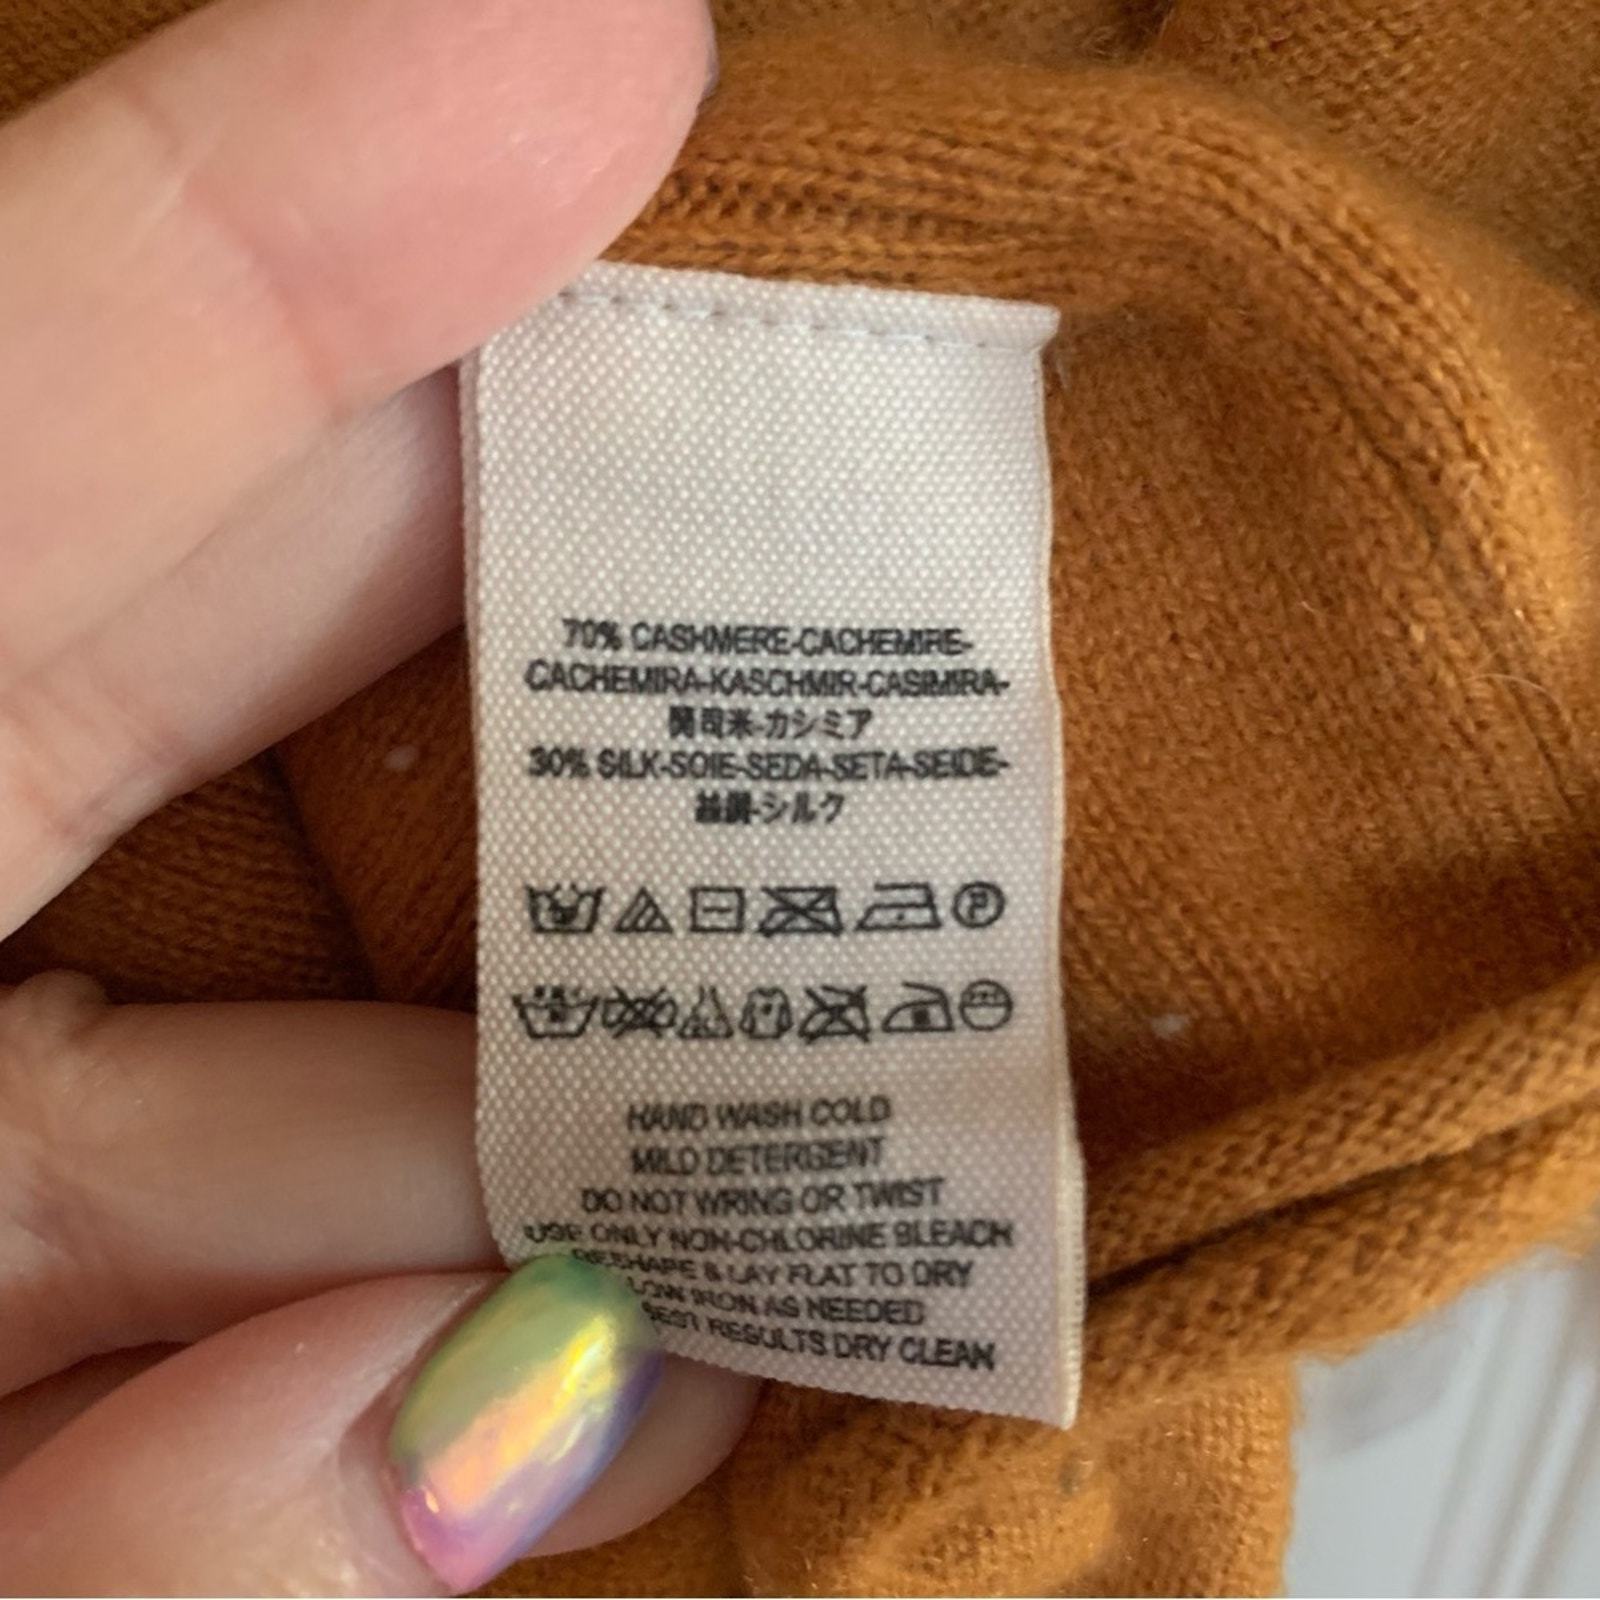 70% CASHMERE-CACHEMIRE-
CACHEMIRA-KASCHMIR-CASIMIRA-
開司米-カシミア
30% SILK-SOIE-SEDA-SETA-SEIDE-
シルク
HAND WASH COLD
MILD DETERGENT
DO NOT WRING OR TWIST
USE ONLY NON-CHLORINE BLEACH
RESHAPE & LAY FLAT TO DRY
LOW IRON AS NEEDED
BEST RESULTS DRY CLEAN